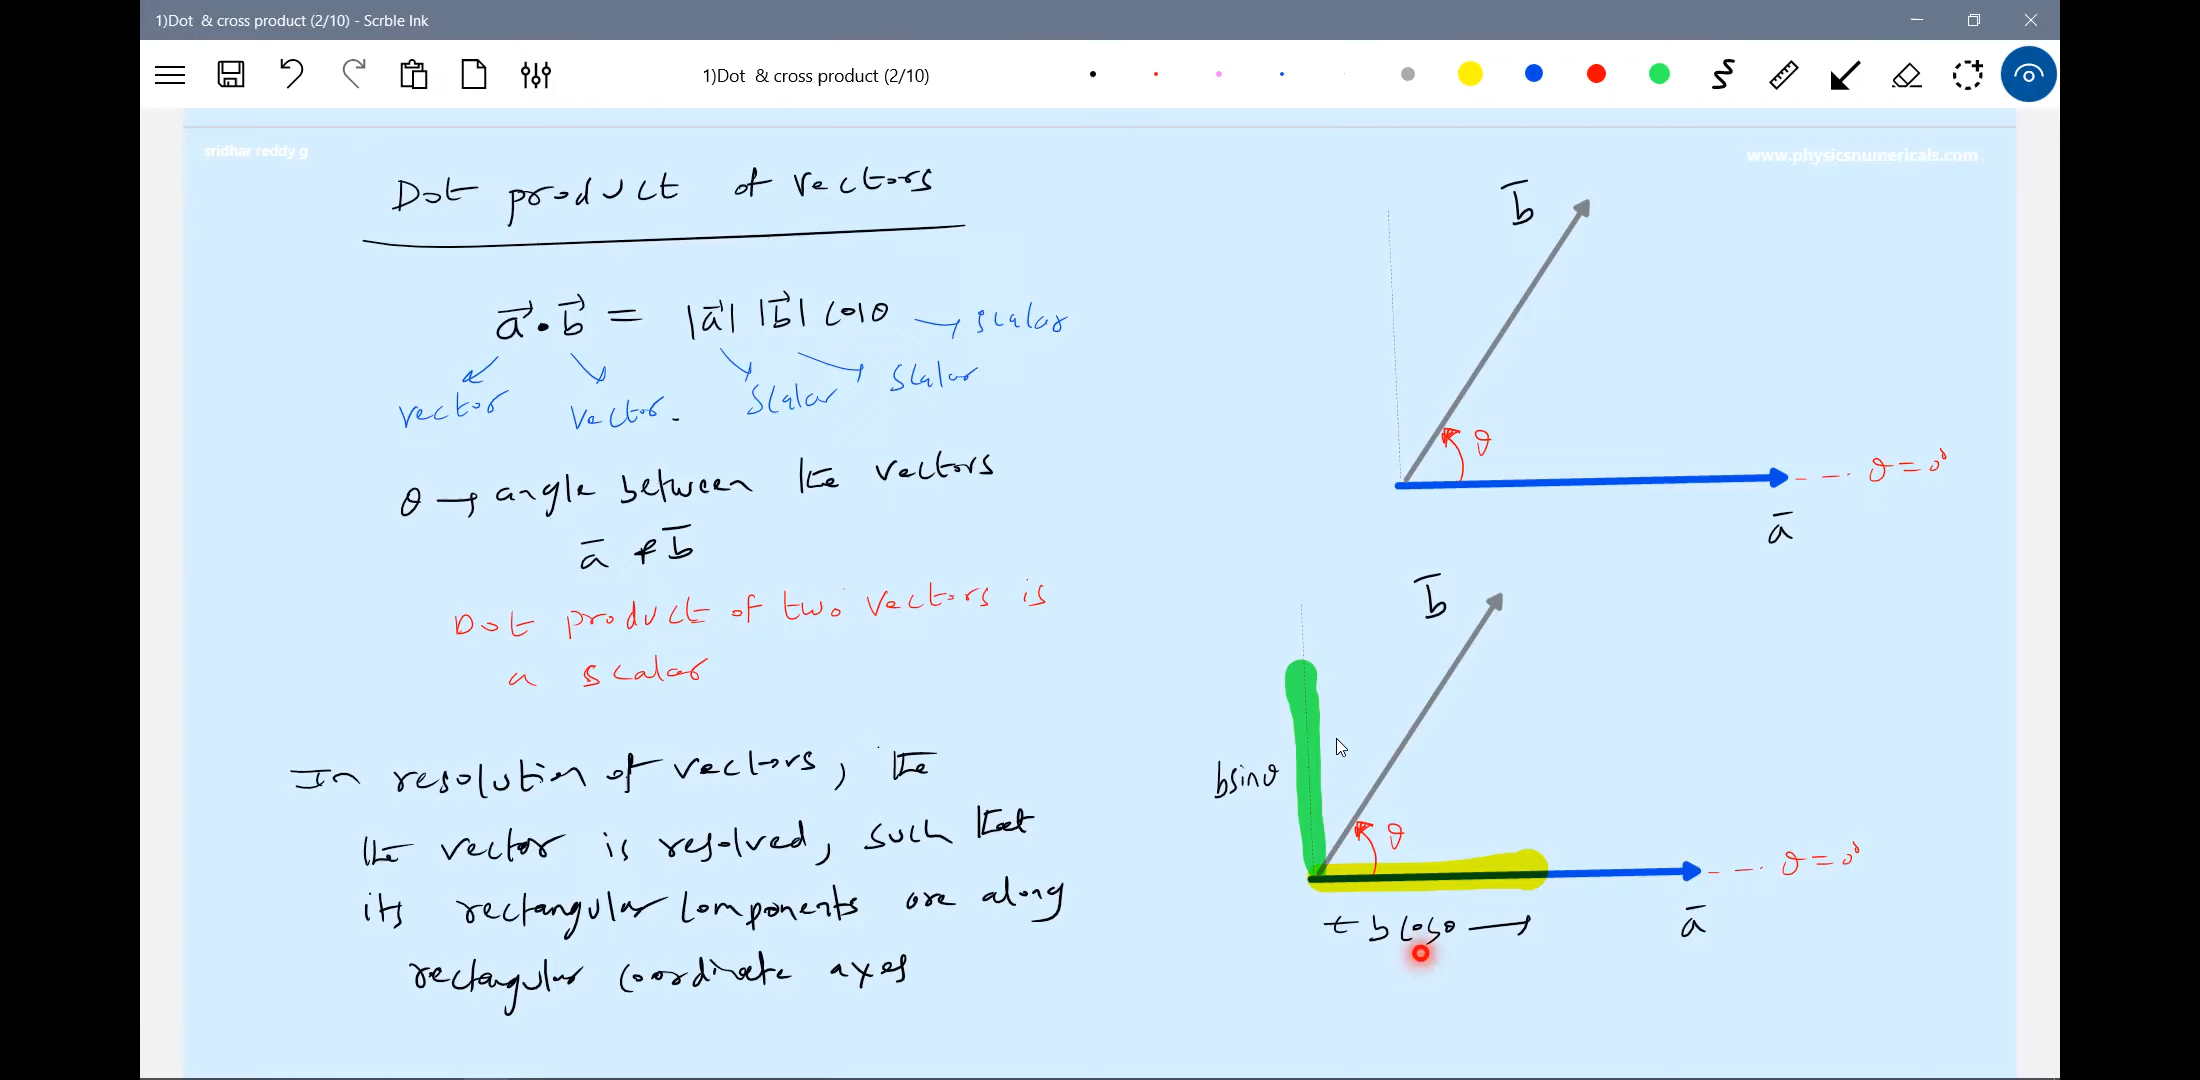 1)Dot & cross product (2/10) - Scrble Ink
1)Dot & cross product (2/10)
sridhar reddy g
www.physicsnumericals.com
Dot product of vectors
a⃗ • b⃗ = |a⃗| |b⃗| cosθ → scalar
vector vector. scalar scalar
θ → angle between the vectors
a̅ & b̅
Dot product of two vectors is
a scalar
In resolution of vectors, the
the vector is resolved, such that
its rectangular components are along
rectangular coordinate axes
b̅
θ
θ = 0°
a̅
b̅
bsinθ
θ
θ = 0°
← b cosθ →
a̅